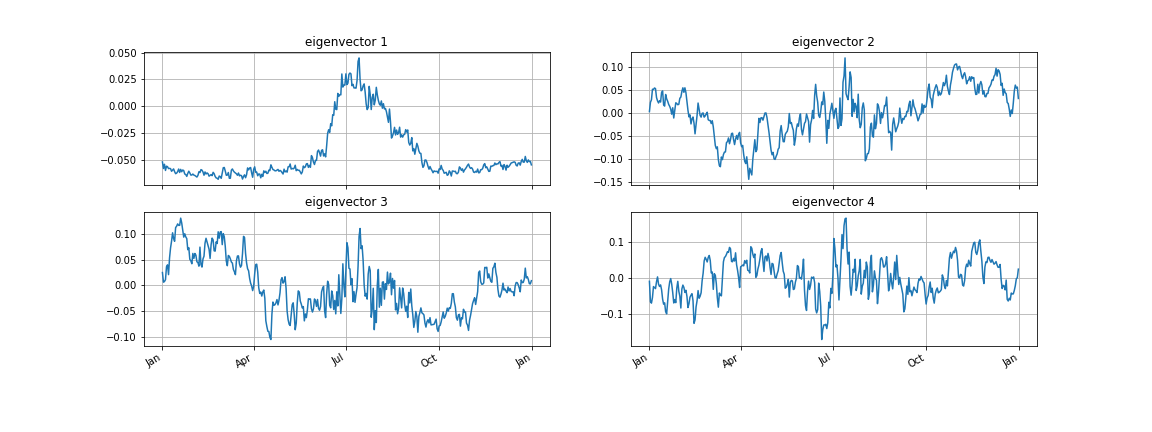 eigenvector 1
0.050
0.025
0.000
−0.025
−0.050
eigenvector 2
0.10
0.05
0.00
−0.05
−0.10
−0.15
eigenvector 3
0.10
0.05
0.00
−0.05
−0.10
Jan
Apr
Jul
Oct
Jan
eigenvector 4
0.1
0.0
−0.1
Jan
Apr
Jul
Oct
Jan